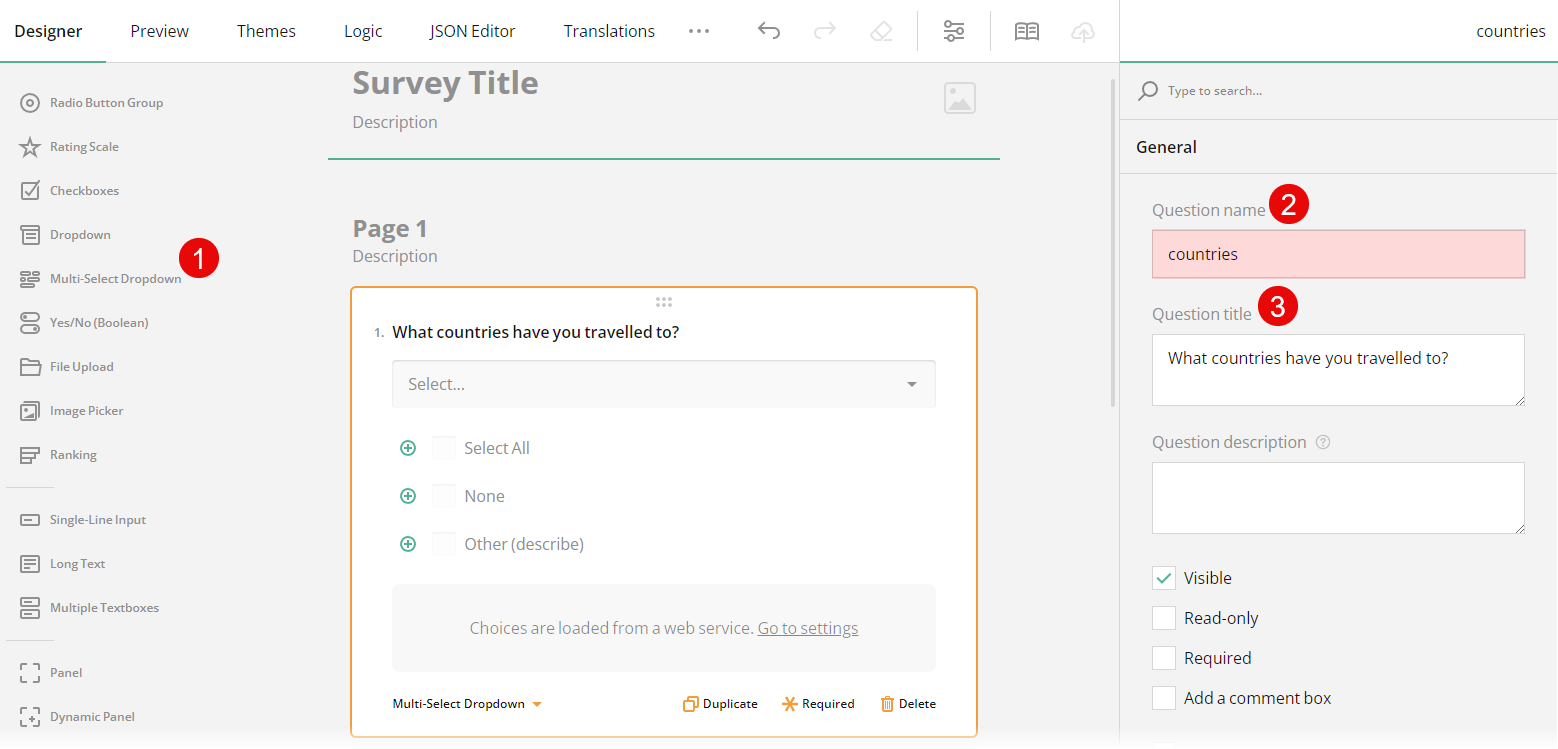 Designer Preview Themes Logic JSON Editor Translations ... countries
Radio Button Group
Rating Scale
Checkboxes
Dropdown
Multi-Select Dropdown 1
Yes/No (Boolean)
File Upload
Image Picker
Ranking
Single-Line Input
Long Text
Multiple Textboxes
Panel
Dynamic Panel
Survey Title
Description
Page 1
Description
1. What countries have you travelled to?
Select...
Select All
None
Other (describe)
Choices are loaded from a web service. Go to settings
Multi-Select Dropdown Duplicate Required Delete
Type to search...
General
Question name 2
countries
Question title 3
What countries have you travelled to?
Question description ?
Visible
Read-only
Required
Add a comment box